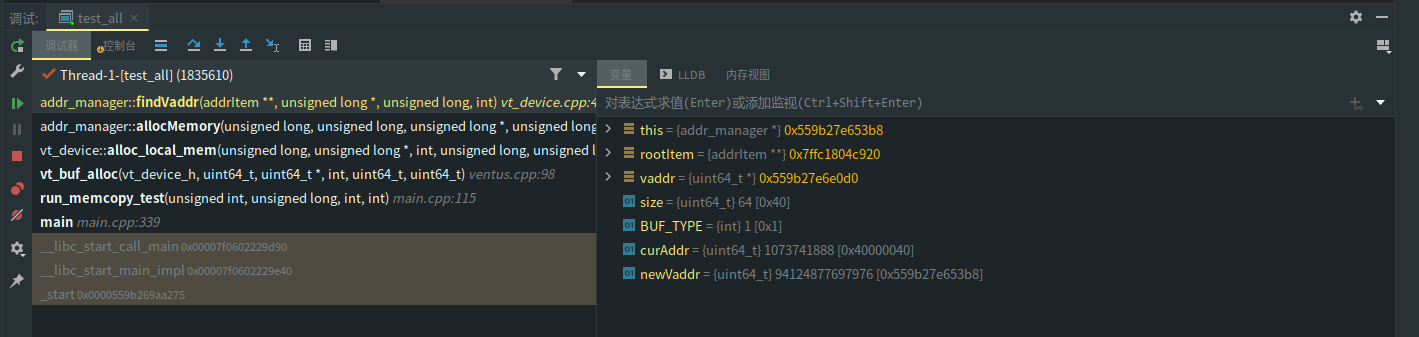 调试: test_all
调试器 控制台
Thread-1-[test_all] (1835610)
addr_manager::findVaddr(addrItem **, unsigned long *, unsigned long, int) vt_device.cpp:4
addr_manager::allocMemory(unsigned long, unsigned long, unsigned long *, unsigned long
vt_device::alloc_local_mem(unsigned long, unsigned long *, int, unsigned long, unsigned l
vt_buf_alloc(vt_device_h, uint64_t, uint64_t *, int, uint64_t, uint64_t) ventus.cpp:98
run_memcopy_test(unsigned int, unsigned long, int, int) main.cpp:115
main main.cpp:339
__libc_start_call_main 0x00007f0602229d90
__libc_start_main_impl 0x00007f0602229e40
_start 0x0000559b269aa275
变量 LLDB 内存视图
对表达式求值(Enter)或添加监视(Ctrl+Shift+Enter)
this = {addr_manager *} 0x559b27e653b8
rootItem = {addrItem **} 0x7ffc1804c920
vaddr = {uint64_t *} 0x559b27e6e0d0
01 size = {uint64_t} 64 [0x40]
01 BUF_TYPE = {int} 1 [0x1]
01 curAddr = {uint64_t} 1073741888 [0x40000040]
01 newVaddr = {uint64_t} 94124877697976 [0x559b27e653b8]